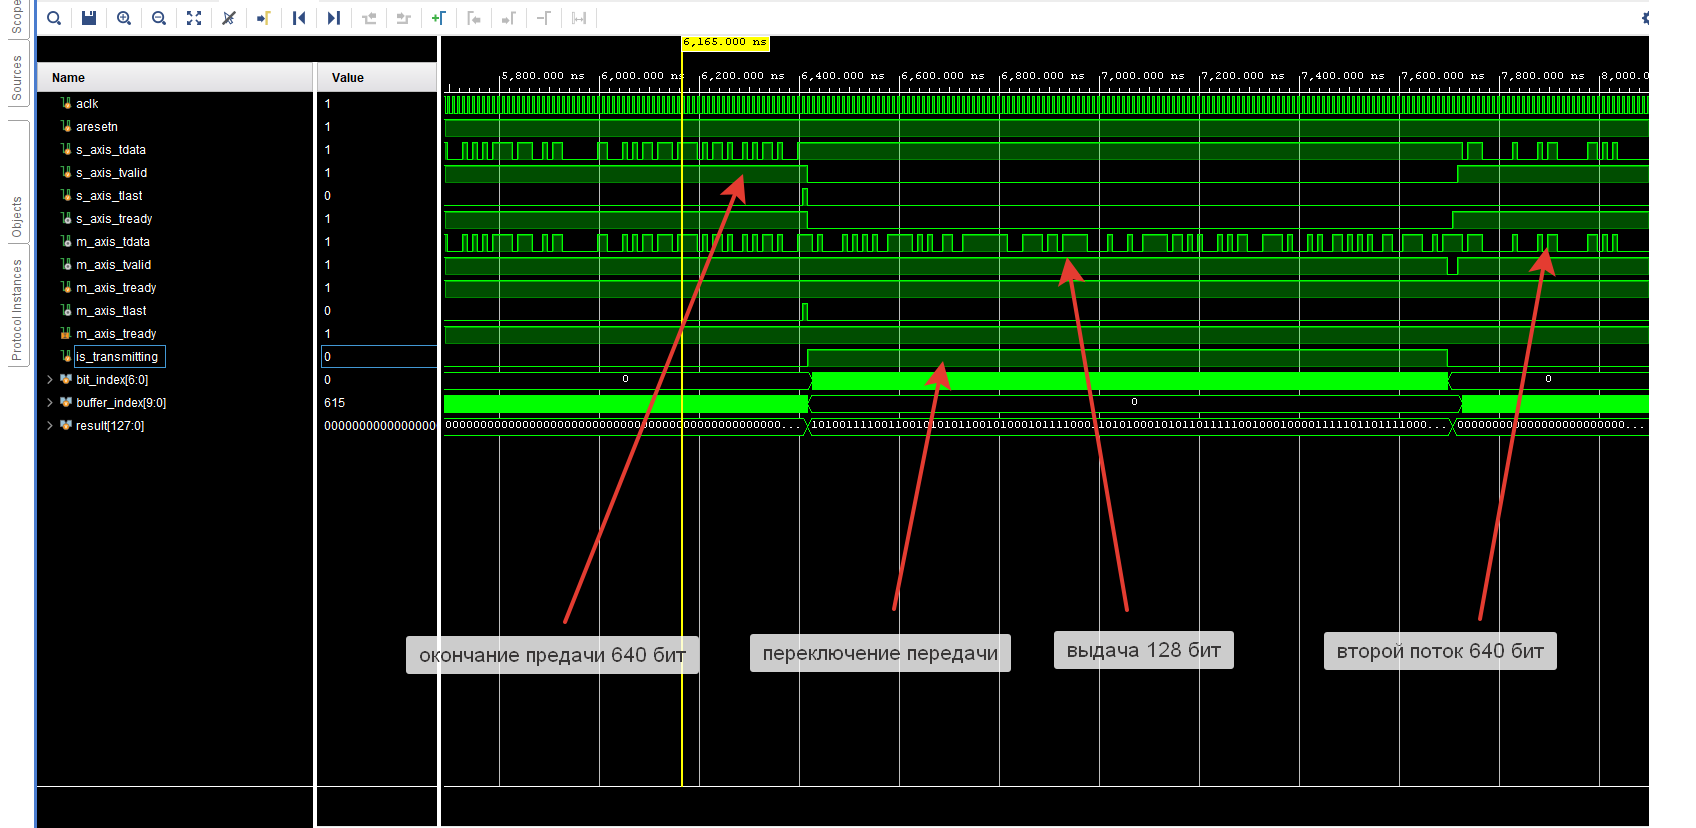 Scope
Sources
Objects
Protocol Instances
6,165.000 ns
Name
Value
5,800.000 ns
6,000.000 ns
6,200.000 ns
6,400.000 ns
6,600.000 ns
6,800.000 ns
7,000.000 ns
7,200.000 ns
7,400.000 ns
7,600.000 ns
7,800.000 ns
8,000.0
aclk 1
aresetn 1
s_axis_tdata 1
s_axis_tvalid 1
s_axis_tlast 0
s_axis_tready 1
m_axis_tdata 1
m_axis_tvalid 1
m_axis_tready 1
m_axis_tlast 0
m_axis_tready 1
is_transmitting 0
bit_index[6:0] 0 0 0
buffer_index[9:0] 615 0
result[127:0]
окончание предачи 640 бит
переключение передачи
выдача 128 бит
второй поток 640 бит